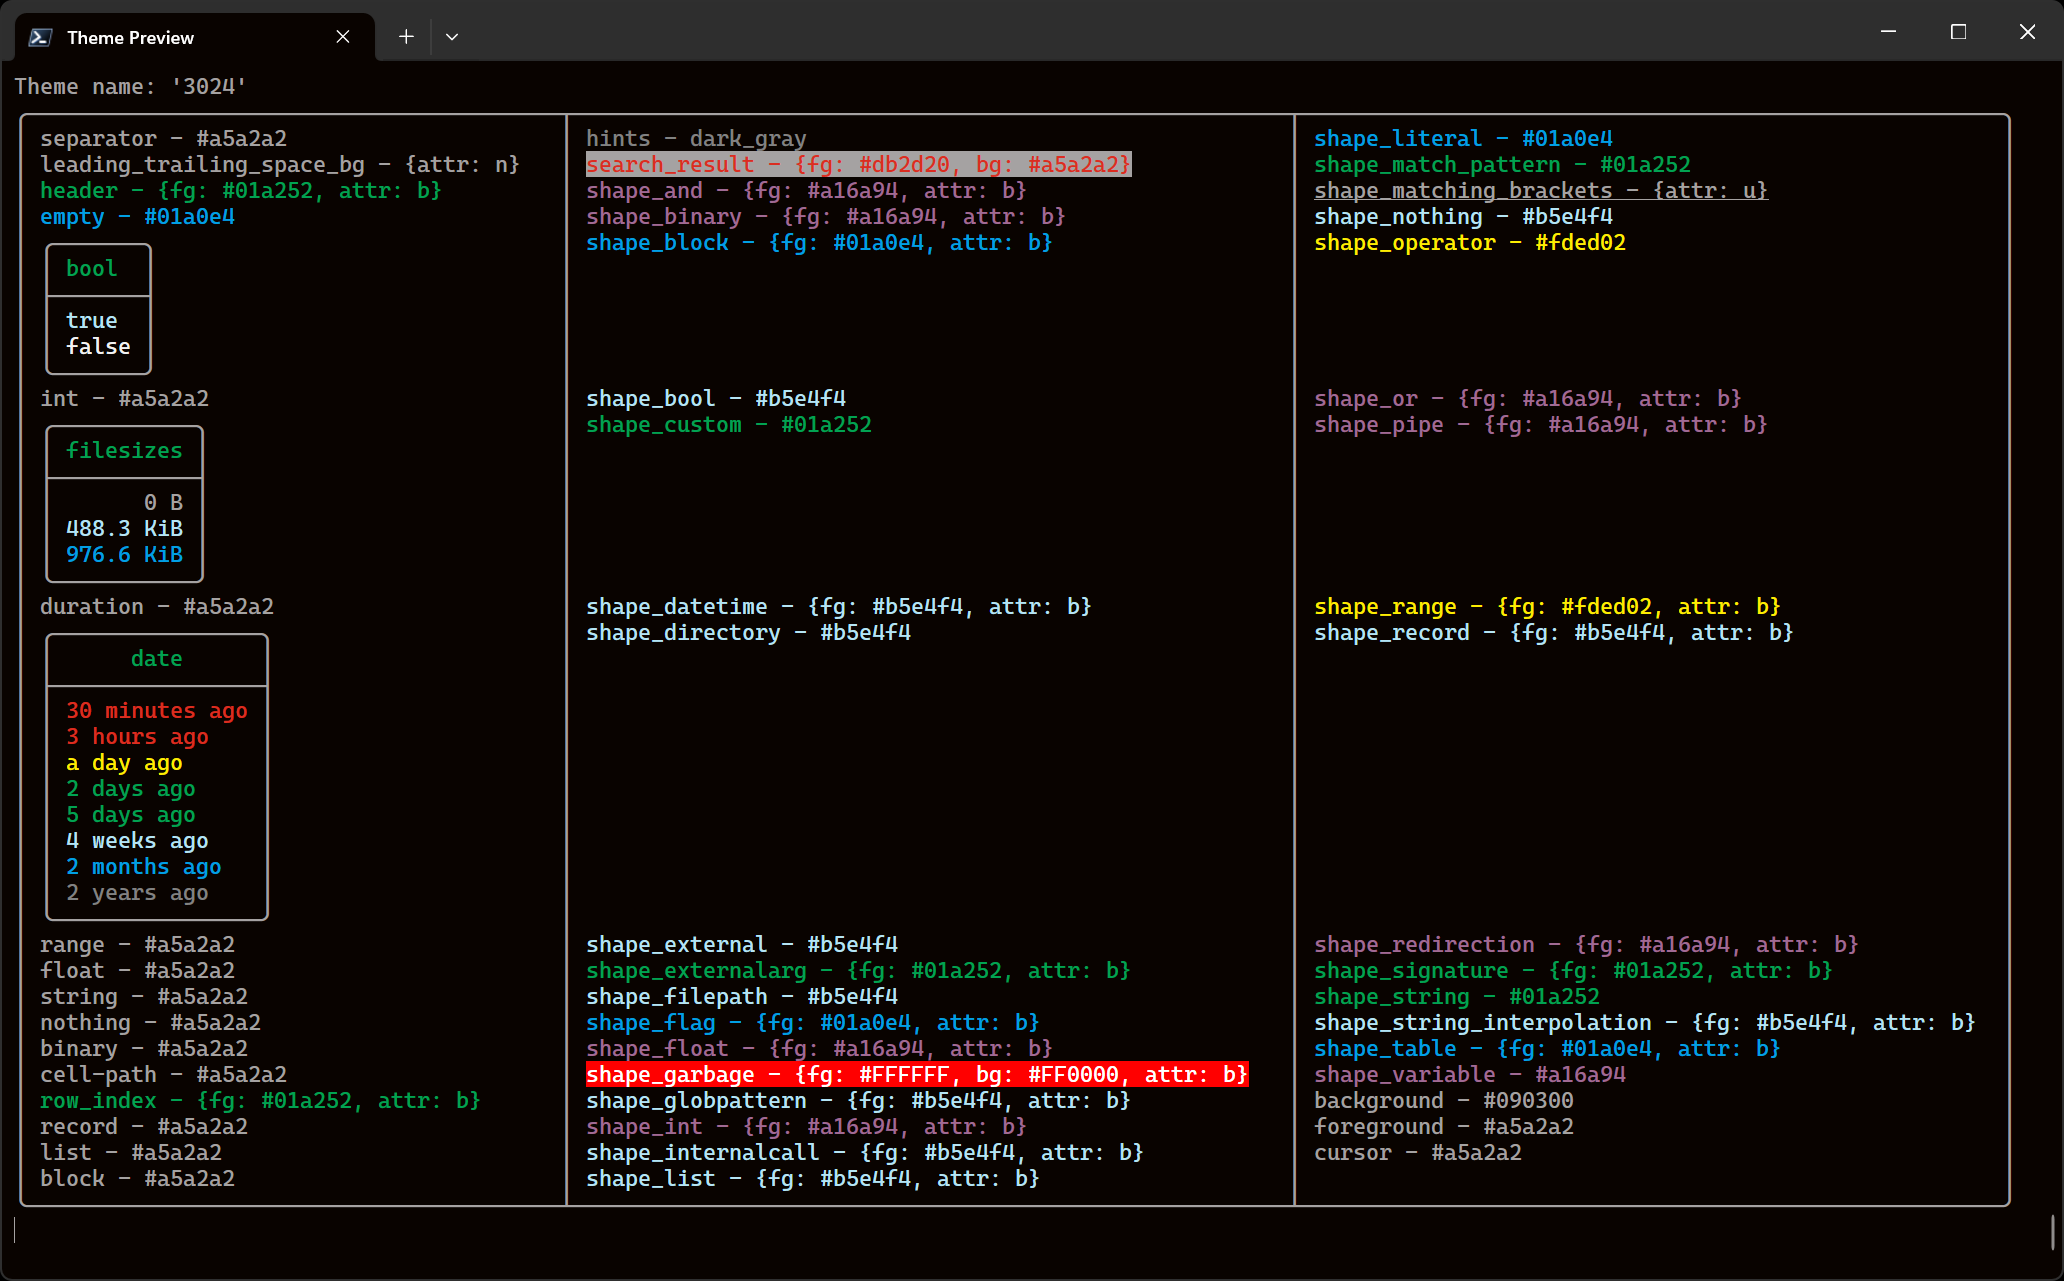 Theme Preview
Theme name: '3024'
separator - #a5a2a2
leading_trailing_space_bg - {attr: n}
header - {fg: #01a252, attr: b}
empty - #01a0e4
bool
true
false
int - #a5a2a2
filesizes
0 B
488.3 KiB
976.6 KiB
duration - #a5a2a2
date
30 minutes ago
3 hours ago
a day ago
2 days ago
5 days ago
4 weeks ago
2 months ago
2 years ago
range - #a5a2a2
float - #a5a2a2
string - #a5a2a2
nothing - #a5a2a2
binary - #a5a2a2
cell-path - #a5a2a2
row_index - {fg: #01a252, attr: b}
record - #a5a2a2
list - #a5a2a2
block - #a5a2a2
hints - dark_gray
search_result - {fg: #db2d20, bg: #a5a2a2}
shape_and - {fg: #a16a94, attr: b}
shape_binary - {fg: #a16a94, attr: b}
shape_block - {fg: #01a0e4, attr: b}
shape_bool - #b5e4f4
shape_custom - #01a252
shape_datetime - {fg: #b5e4f4, attr: b}
shape_directory - #b5e4f4
shape_external - #b5e4f4
shape_externalarg - {fg: #01a252, attr: b}
shape_filepath - #b5e4f4
shape_flag - {fg: #01a0e4, attr: b}
shape_float - {fg: #a16a94, attr: b}
shape_garbage - {fg: #FFFFFF, bg: #FF0000, attr: b}
shape_globpattern - {fg: #b5e4f4, attr: b}
shape_int - {fg: #a16a94, attr: b}
shape_internalcall - {fg: #b5e4f4, attr: b}
shape_list - {fg: #b5e4f4, attr: b}
shape_literal - #01a0e4
shape_match_pattern - #01a252
shape_matching_brackets - {attr: u}
shape_nothing - #b5e4f4
shape_operator - #fded02
shape_or - {fg: #a16a94, attr: b}
shape_pipe - {fg: #a16a94, attr: b}
shape_range - {fg: #fded02, attr: b}
shape_record - {fg: #b5e4f4, attr: b}
shape_redirection - {fg: #a16a94, attr: b}
shape_signature - {fg: #01a252, attr: b}
shape_string - #01a252
shape_string_interpolation - {fg: #b5e4f4, attr: b}
shape_table - {fg: #01a0e4, attr: b}
shape_variable - #a16a94
background - #090300
foreground - #a5a2a2
cursor - #a5a2a2